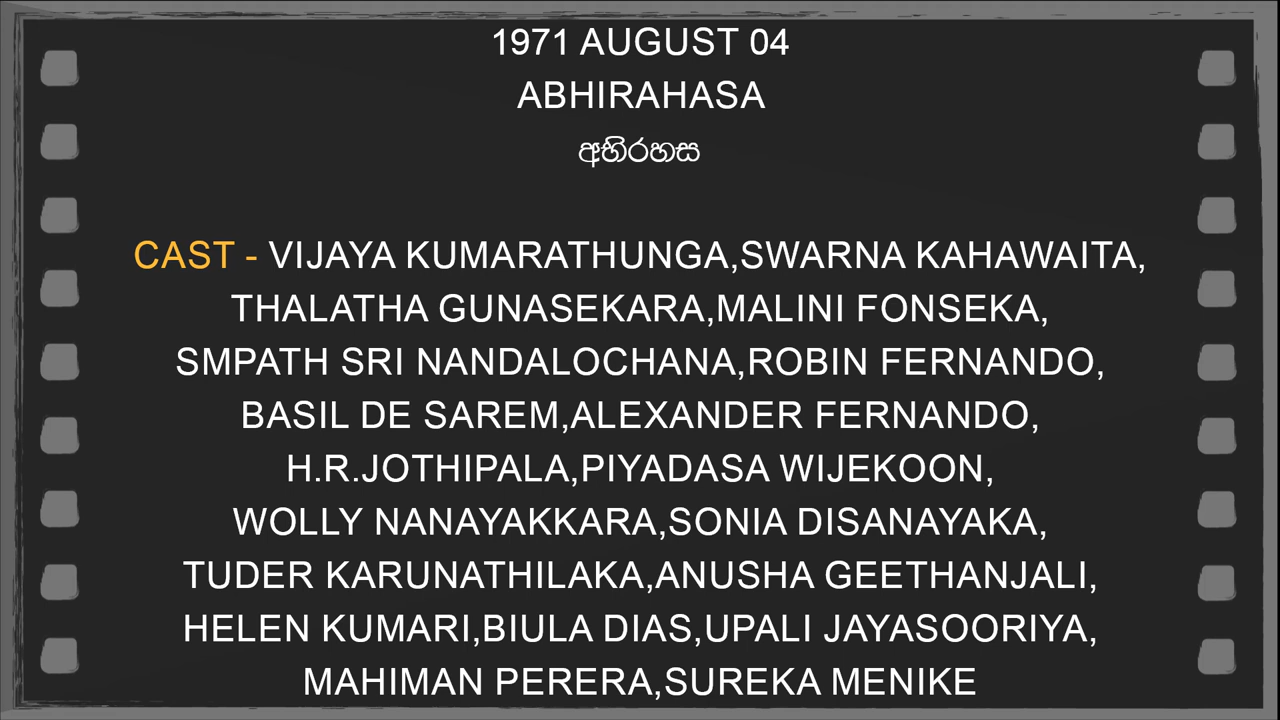 1971 AUGUST 04
ABHIRAHASA
අභිරහස
CAST - VIJAYA KUMARATHUNGA,SWARNA KAHAWAITA,
THALATHA GUNASEKARA,MALINI FONSEKA,
SMPATH SRI NANDALOCHANA,ROBIN FERNANDO,
BASIL DE SAREM,ALEXANDER FERNANDO,
H.R.JOTHIPALA,PIYADASA WIJEKOON,
WOLLY NANAYAKKARA,SONIA DISANAYAKA,
TUDER KARUNATHILAKA,ANUSHA GEETHANJALI,
HELEN KUMARI,BIULA DIAS,UPALI JAYASOORIYA,
MAHIMAN PERERA,SUREKA MENIKE